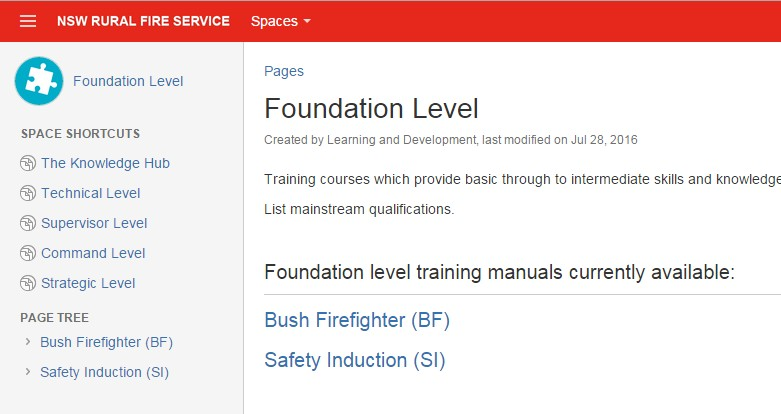 NSW RURAL FIRE SERVICE Spaces
Foundation Level
SPACE SHORTCUTS
The Knowledge Hub
Technical Level
Supervisor Level
Command Level
Strategic Level
PAGE TREE
Bush Firefighter (BF)
Safety Induction (SI)
Pages
Foundation Level
Created by Learning and Development, last modified on Jul 28, 2016
Training courses which provide basic through to intermediate skills and knowledge
List mainstream qualifications.
Foundation level training manuals currently available:
Bush Firefighter (BF)
Safety Induction (SI)